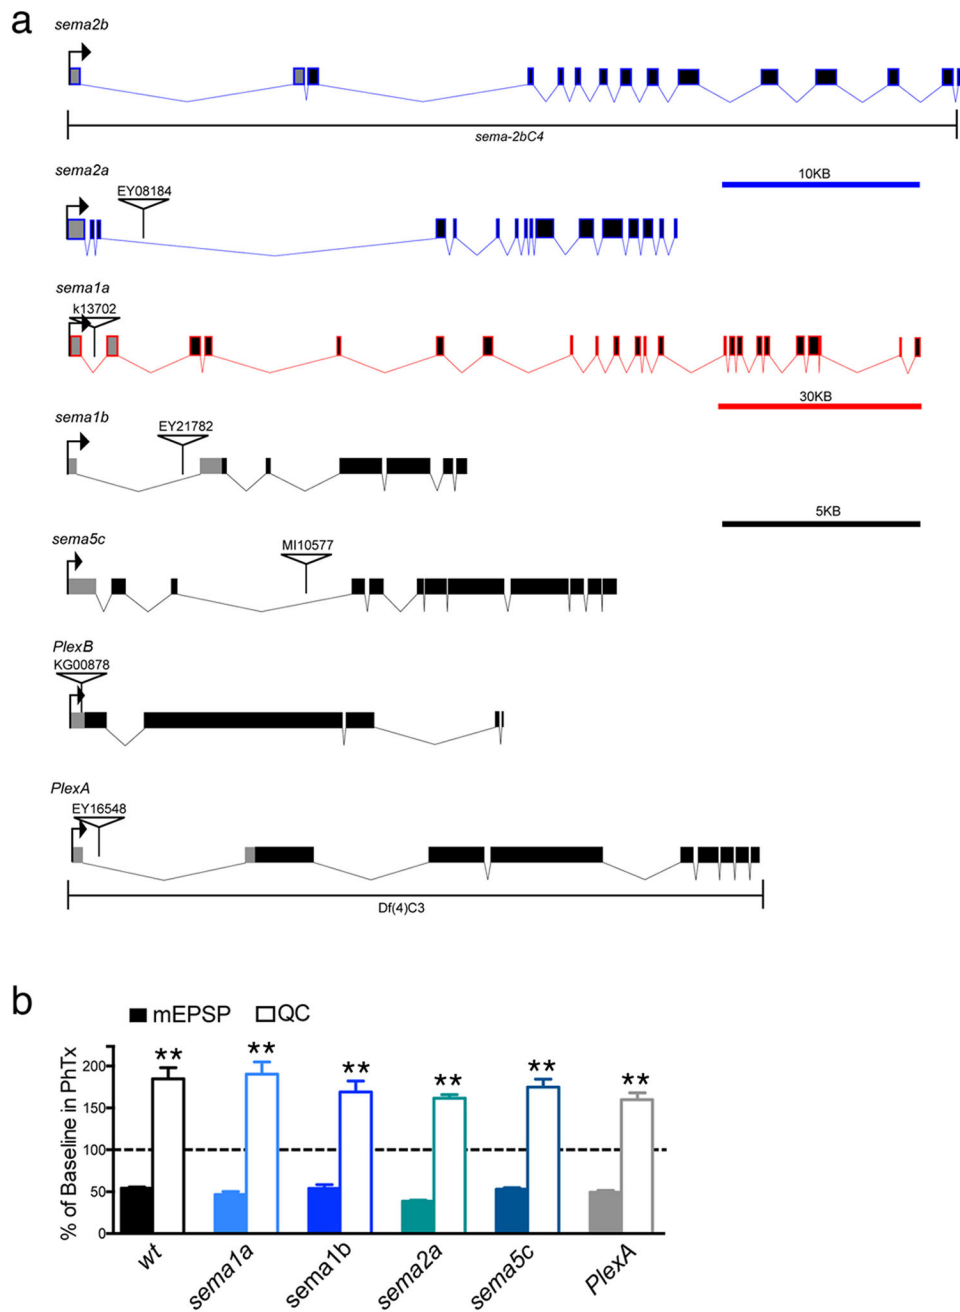 a
sema2b
sema-2bC4
sema2a
EY08184
10KB
sema1a
k13702
30KB
sema1b
EY21782
5KB
sema5c
MI10577
PlexB
KG00878
PlexA
EY16548
Df(4)C3
b
mEPSP QC
% of Baseline in PhTx
200
150
100
50
0
** ** ** ** ** **
wt sema1a sema1b sema2a sema5c PlexA